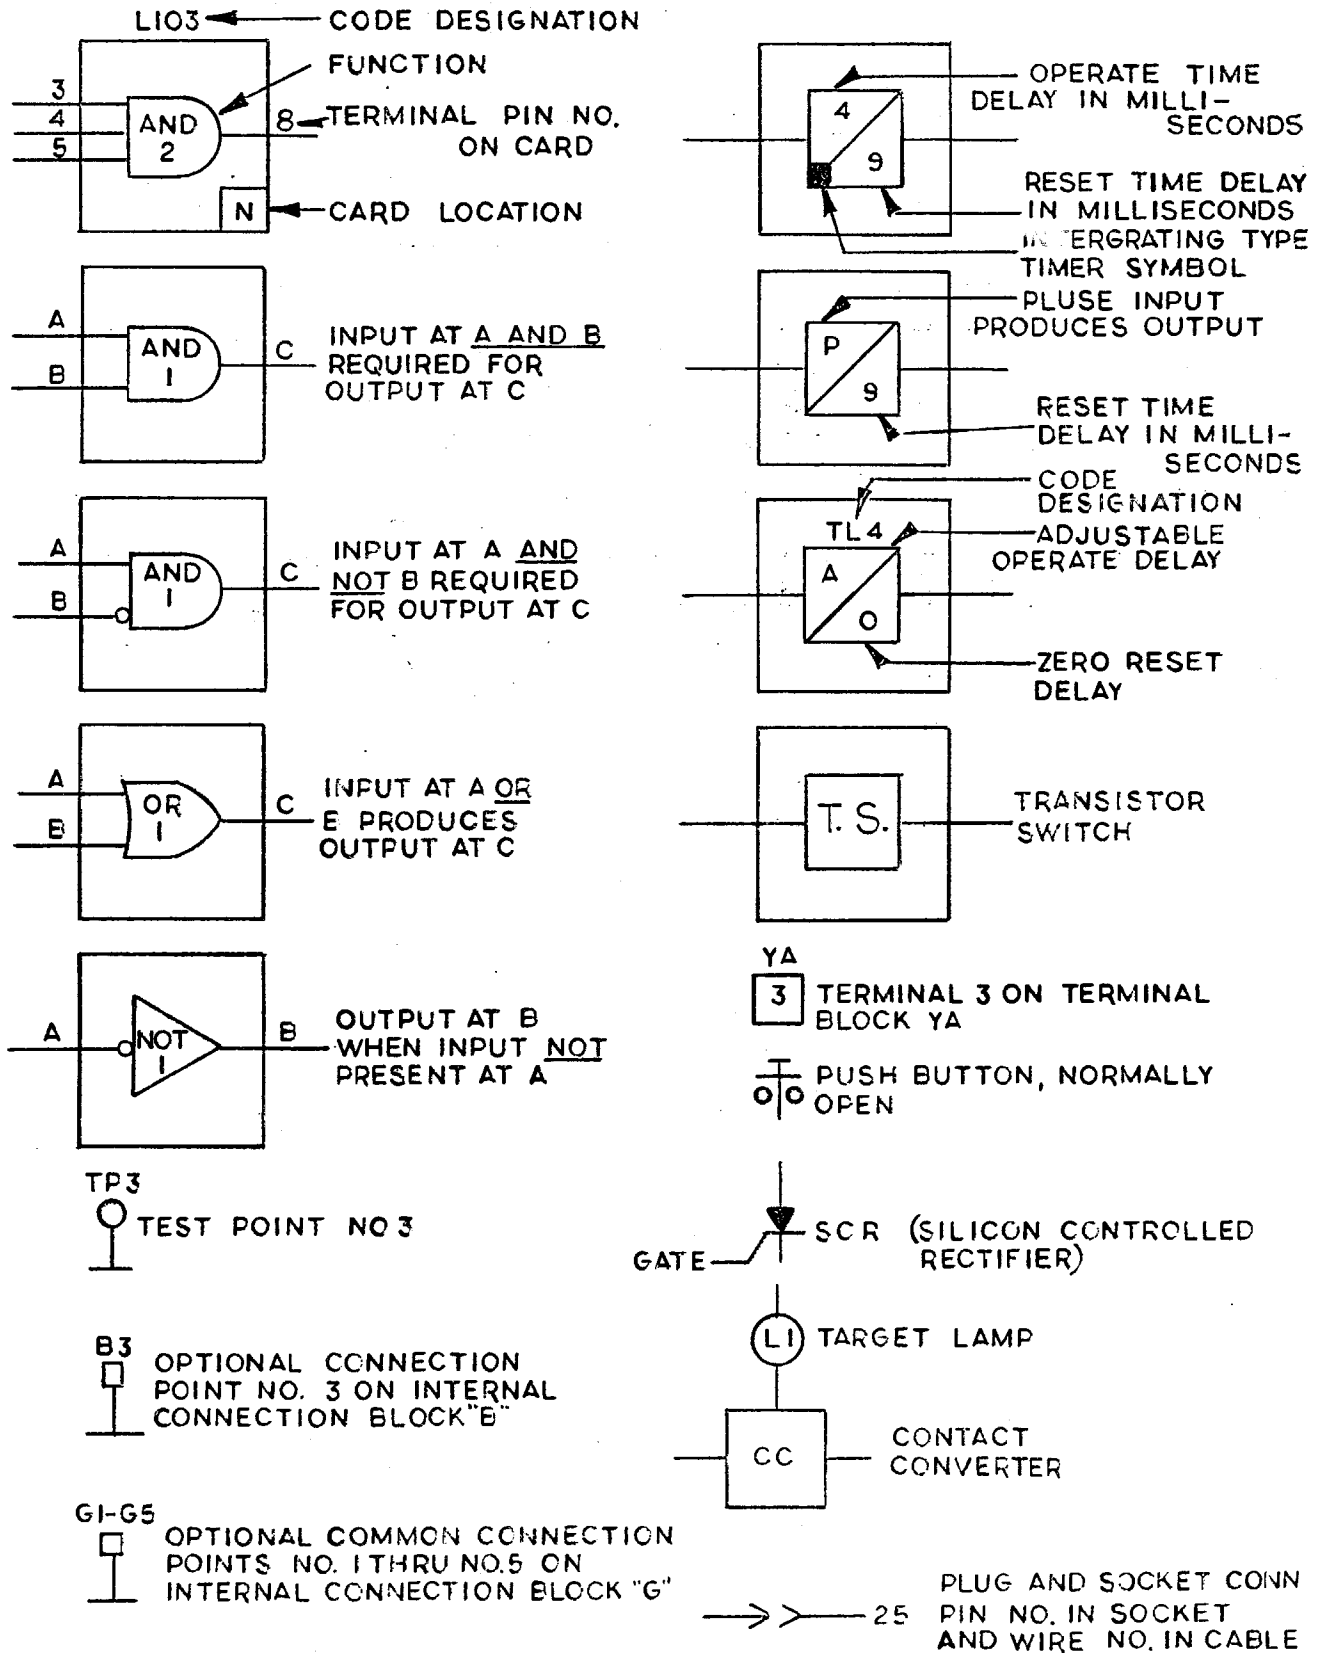 L103 CODE DESIGNATION
FUNCTION
3
4
5
AND
2
8
TERMINAL PIN NO.
ON CARD
N
CARD LOCATION
A
B
AND
1
C
INPUT AT A AND B
REQUIRED FOR
OUTPUT AT C
A
B
AND
1
C
INPUT AT A AND
NOT B REQUIRED
FOR OUTPUT AT C
A
B
OR
1
C
INPUT AT A OR
B PRODUCES
OUTPUT AT C
A
NOT
1
B
OUTPUT AT B
WHEN INPUT NOT
PRESENT AT A
TP3
TEST POINT NO 3
B3
OPTIONAL CONNECTION
POINT NO. 3 ON INTERNAL
CONNECTION BLOCK "B"
G1-G5
OPTIONAL COMMON CONNECTION
POINTS NO. 1 THRU NO.5 ON
INTERNAL CONNECTION BLOCK "G"
4
9
OPERATE TIME
DELAY IN MILLI-
SECONDS
RESET TIME DELAY
IN MILLISECONDS
INTERGRATING TYPE
TIMER SYMBOL
P
9
PLUSE INPUT
PRODUCES OUTPUT
RESET TIME
DELAY IN MILLI-
SECONDS
CODE
DESIGNATION
TL4
A
0
ADJUSTABLE
OPERATE DELAY
ZERO RESET
DELAY
T. S.
TRANSISTOR
SWITCH
YA
3
TERMINAL 3 ON TERMINAL
BLOCK YA
PUSH BUTTON, NORMALLY
OPEN
GATE
SCR (SILICON CONTROLLED
RECTIFIER)
L1 TARGET LAMP
CC
CONTACT
CONVERTER
25
PLUG AND SOCKET CONN
PIN NO. IN SOCKET
AND WIRE NO. IN CABLE